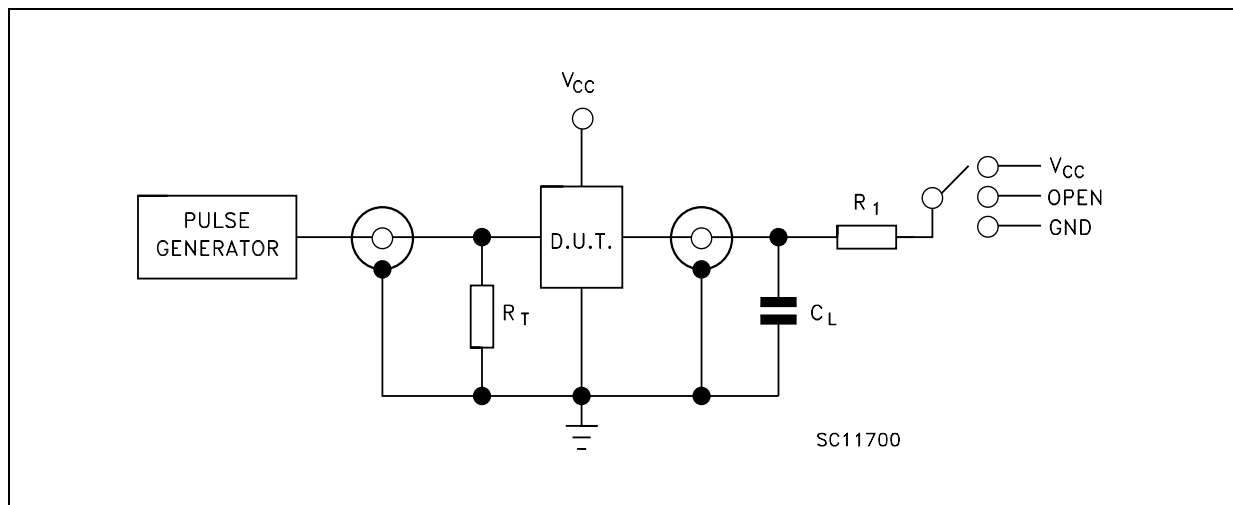 VCC
PULSE
GENERATOR
D.U.T.
RT
CL
R1
VCC
OPEN
GND
SC11700